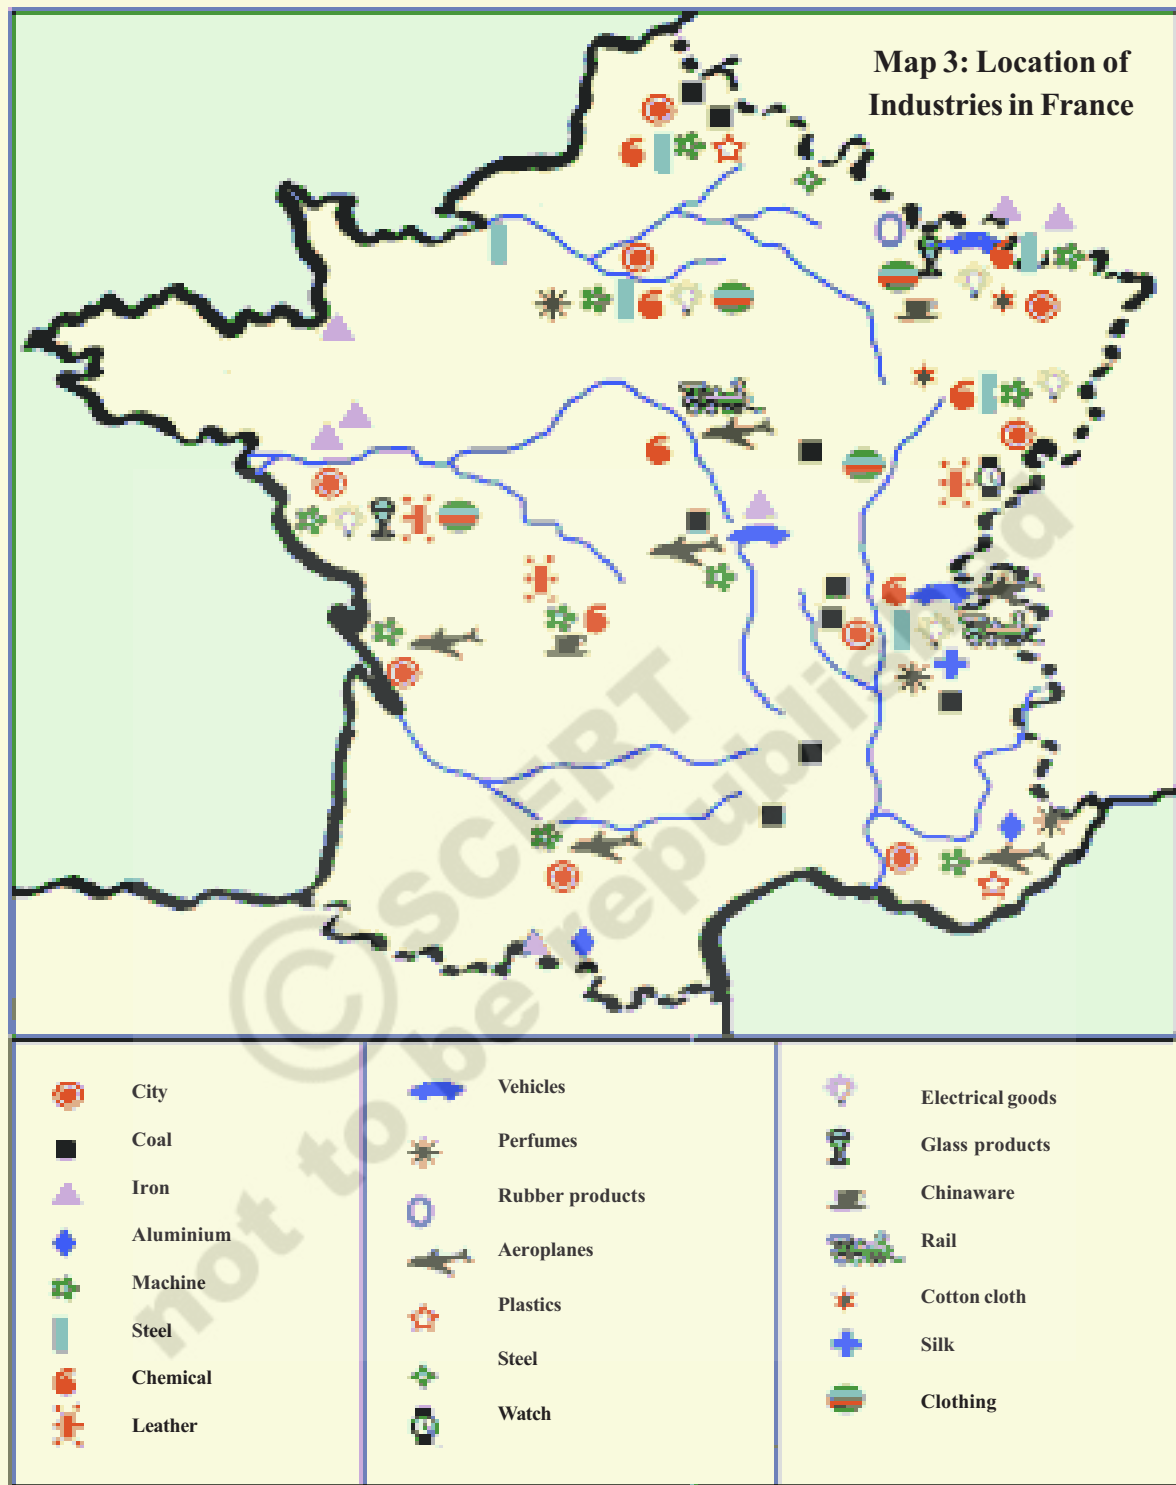 Map 3: Location of
Industries in France
© SCERT
not to be republished
City
Coal
Iron
Aluminium
Machine
Steel
Chemical
Leather
Vehicles
Perfumes
Rubber products
Aeroplanes
Plastics
Steel
Watch
Electrical goods
Glass products
Chinaware
Rail
Cotton cloth
Silk
Clothing